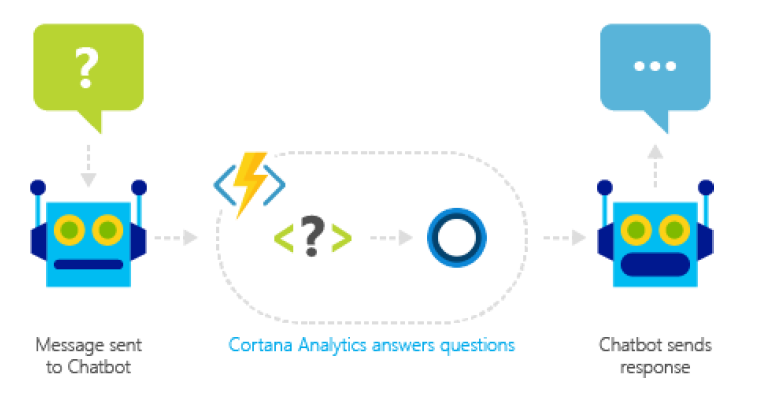 ?
<?>
Message sent
to Chatbot
Cortana Analytics answers questions
Chatbot sends
response